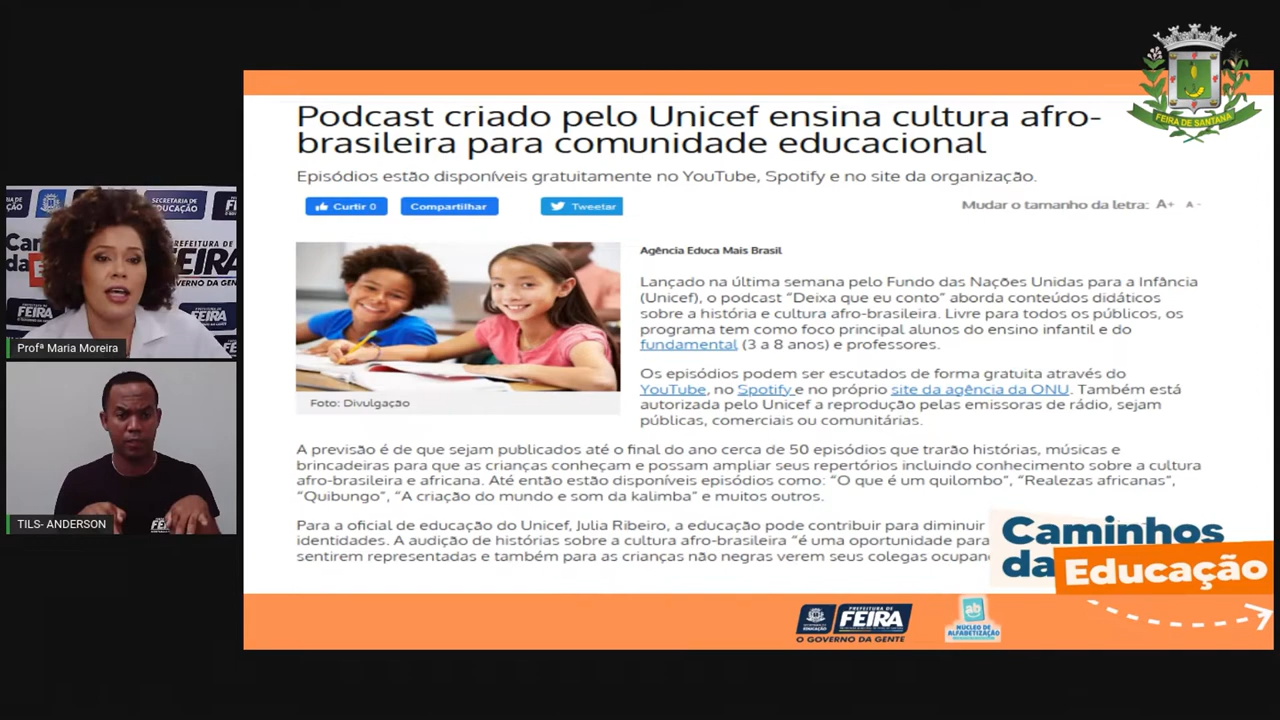 FEIRA DE SANTANA
Podcast criado pelo Unicef ensina cultura afro-
brasileira para comunidade educacional
Episódios estão disponíveis gratuitamente no YouTube, Spotify e no site da organização.
Curtir 0
Compartilhar
Tweetar
Mudar o tamanho da letra: A+ A -
Agência Educa Mais Brasil
Lançado na última semana pelo Fundo das Nações Unidas para a Infância
(Unicef), o podcast “Deixa que eu conto” aborda conteúdos didáticos
sobre a história e cultura afro-brasileira. Livre para todos os públicos, os
programa tem como foco principal alunos do ensino infantil e do
fundamental (3 a 8 anos) e professores.
Os episódios podem ser escutados de forma gratuita através do
YouTube, no Spotify e no próprio site da agência da ONU. Também está
autorizada pelo Unicef a reprodução pelas emissoras de rádio, sejam
públicas, comerciais ou comunitárias.
Foto: Divulgação
A previsão é de que sejam publicados até o final do ano cerca de 50 episódios que trarão histórias, músicas e
brincadeiras para que as crianças conheçam e possam ampliar seus repertórios incluindo conhecimento sobre a cultura
afro-brasileira e africana. Até então estão disponíveis episódios como: “O que é um quilombo”, “Realezas africanas”,
“Quibungo”, “A criação do mundo e som da kalimba” e muitos outros.
Para a oficial de educação do Unicef, Julia Ribeiro, a educação pode contribuir para diminuir
identidades. A audição de histórias sobre a cultura afro-brasileira “é uma oportunidade para
sentirem representadas e também para as crianças não negras verem seus colegas ocupan
Caminhos
da Educação
PREFEITURA DE
FEIRA
EDUCAÇÃO
O GOVERNO DA GENTE
ab
NÚCLEO DE
ALFABETIZAÇÃO
SECRETARIA DE
EDUCAÇÃO
PREFEITURA DE
FEIRA
GOVERNO DA GENTE
FEIRA
Profª Maria Moreira
FEIRA
TILS- ANDERSON